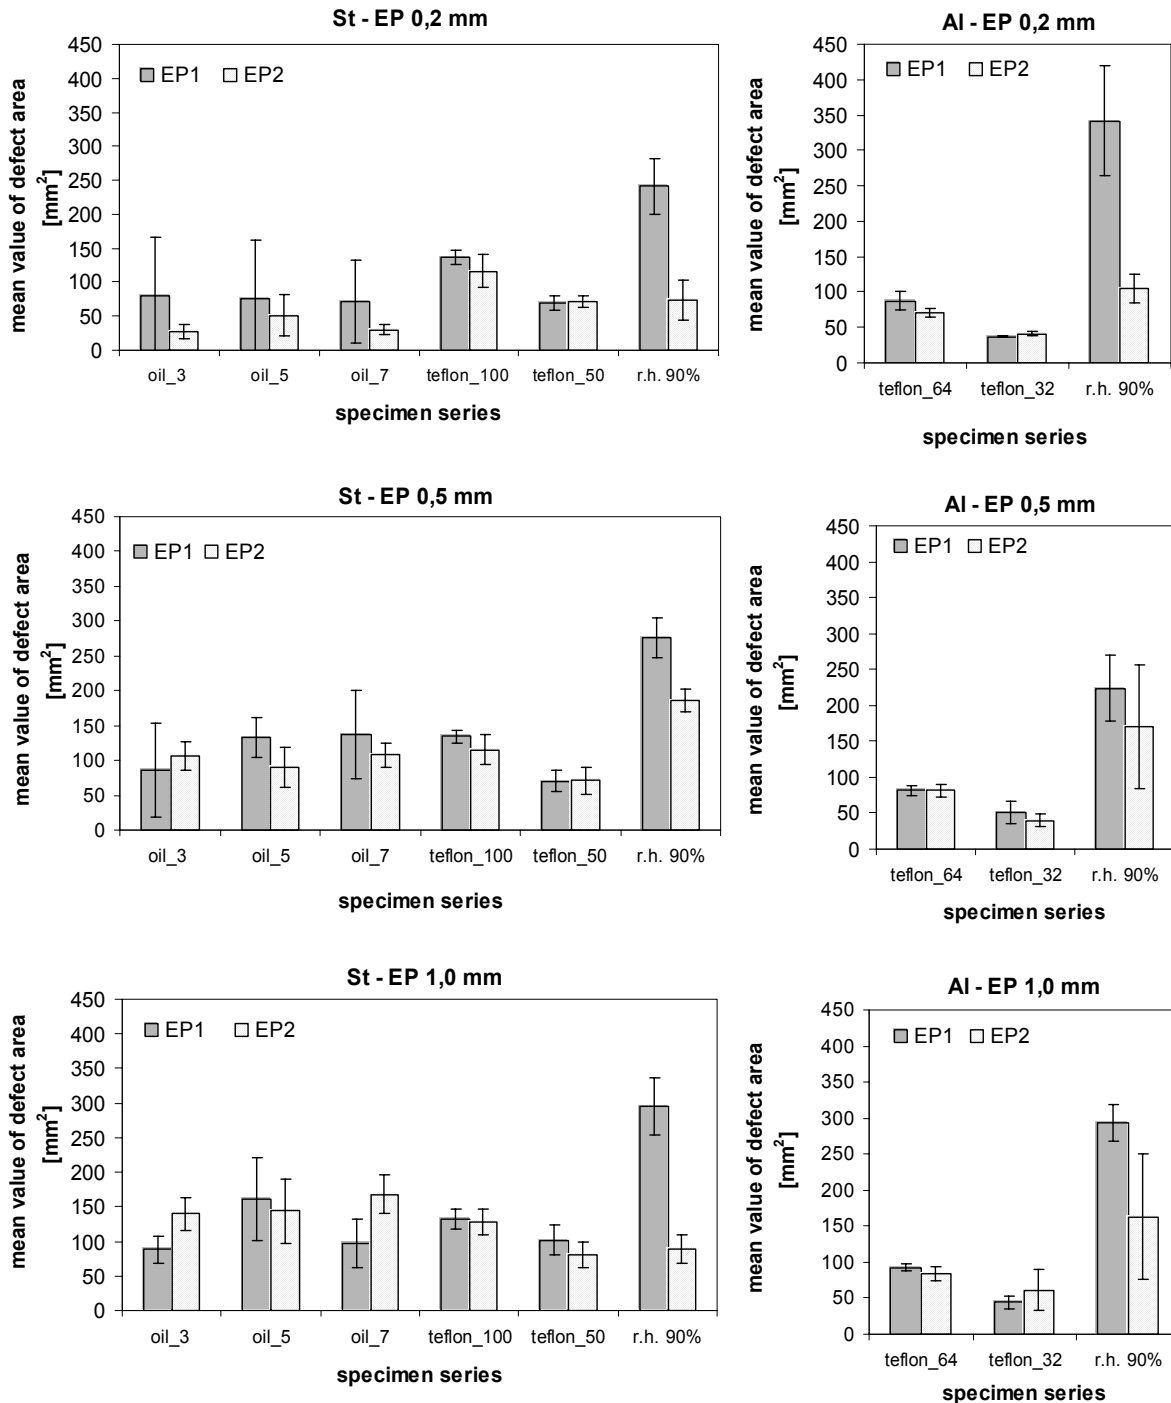 St - EP 0,2 mm
mean value of defect area
[mm²]
450
400
350
300
250
200
150
100
50
0
EP1 EP2
oil_3 oil_5 oil_7 teflon_100 teflon_50 r.h. 90%
specimen series
Al - EP 0,2 mm
mean value of defect area
[mm²]
450
400
350
300
250
200
150
100
50
0
EP1 EP2
teflon_64 teflon_32 r.h. 90%
specimen series
St - EP 0,5 mm
mean value of defect area
[mm²]
450
400
350
300
250
200
150
100
50
0
EP1 EP2
oil_3 oil_5 oil_7 teflon_100 teflon_50 r.h. 90%
specimen series
Al - EP 0,5 mm
mean value of defect area
[mm²]
450
400
350
300
250
200
150
100
50
0
EP1 EP2
teflon_64 teflon_32 r.h. 90%
specimen series
St - EP 1,0 mm
mean value of defect area
[mm²]
450
400
350
300
250
200
150
100
50
0
EP1 EP2
oil_3 oil_5 oil_7 teflon_100 teflon_50 r.h. 90%
specimen series
Al - EP 1,0 mm
mean value of defect area
[mm²]
450
400
350
300
250
200
150
100
50
0
EP1 EP2
teflon_64 teflon_32 r.h. 90%
specimen series